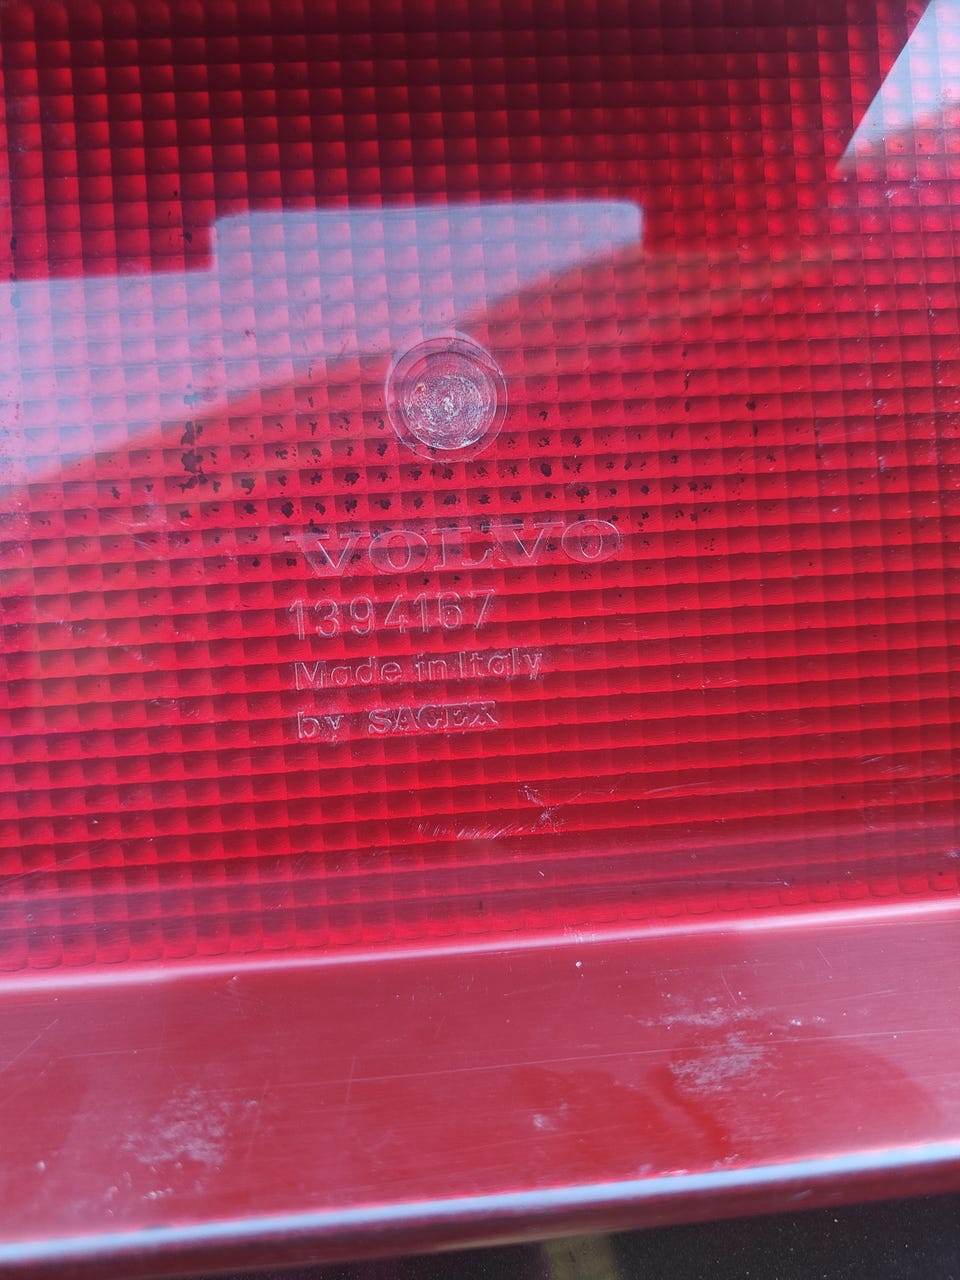 VOLVO
1394167
Made in Italy
by SAGEX